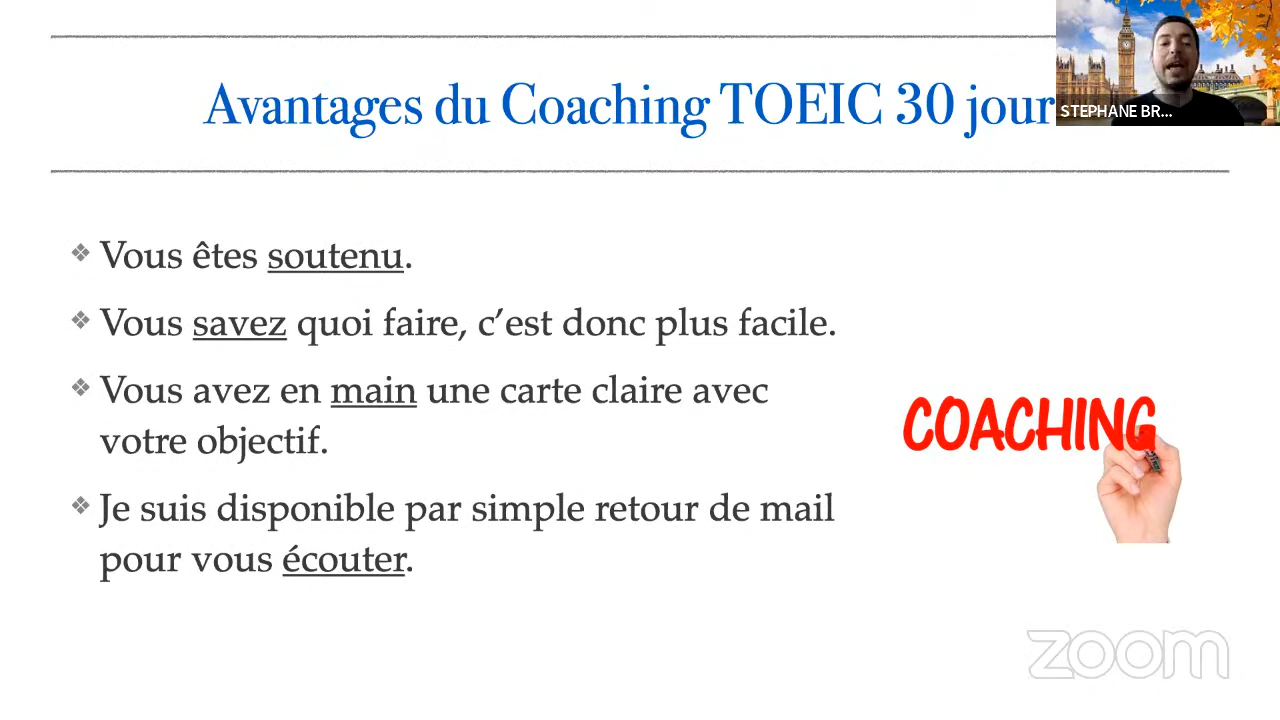 Avantages du Coaching TOEIC 30 jour
STEPHANE BR...
❖ Vous êtes soutenu.
❖ Vous savez quoi faire, c’est donc plus facile.
❖ Vous avez en main une carte claire avec
votre objectif.
❖ Je suis disponible par simple retour de mail
pour vous écouter.
COACHING
zoom